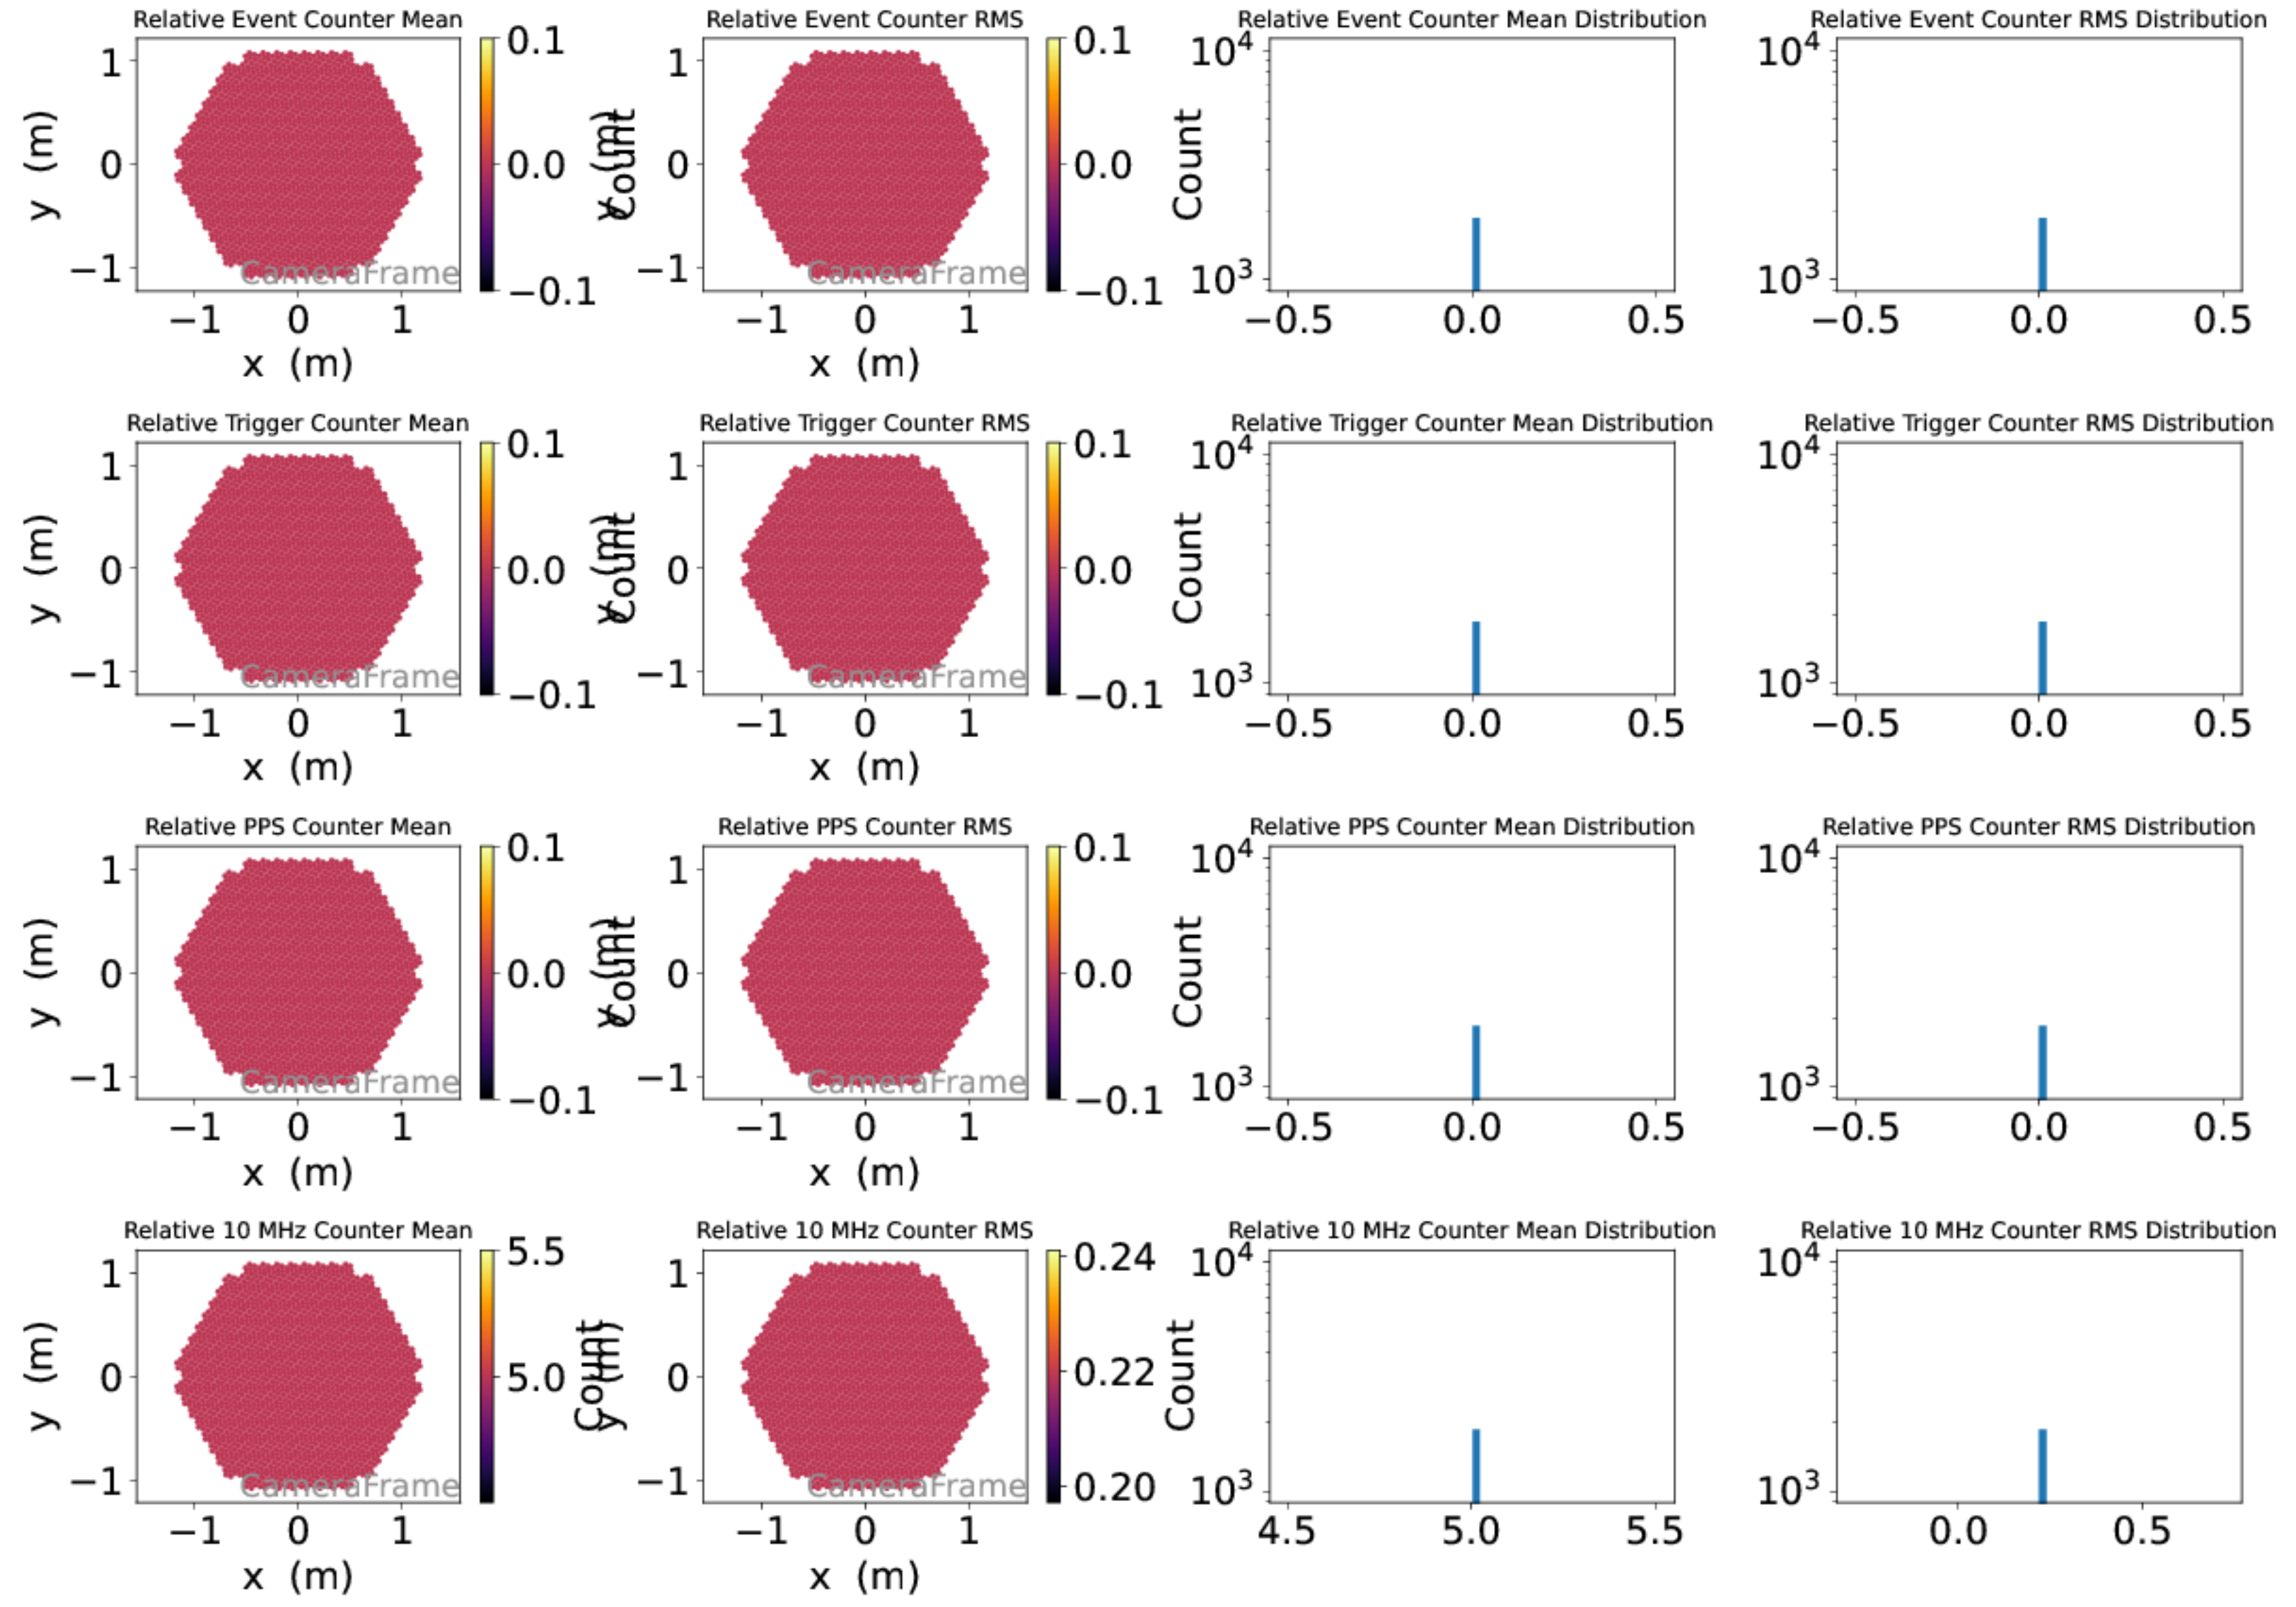 Relative Event Counter Mean
Relative Event Counter RMS
Relative Event Counter Mean Distribution
Relative Event Counter RMS Distribution
1
0
−1
y (m)
−1 0 1
x (m)
CameraFrame
0.1
0.0
−0.1
1
0
−1
y (m)
Count
−1 0 1
x (m)
CameraFrame
0.1
0.0
−0.1
10⁴
10³
Count
−0.5 0.0 0.5
10⁴
10³
−0.5 0.0 0.5
Relative Trigger Counter Mean
Relative Trigger Counter RMS
Relative Trigger Counter Mean Distribution
Relative Trigger Counter RMS Distribution
1
0
−1
y (m)
−1 0 1
x (m)
CameraFrame
0.1
0.0
−0.1
1
0
−1
y (m)
Count
−1 0 1
x (m)
CameraFrame
0.1
0.0
−0.1
10⁴
10³
Count
−0.5 0.0 0.5
10⁴
10³
−0.5 0.0 0.5
Relative PPS Counter Mean
Relative PPS Counter RMS
Relative PPS Counter Mean Distribution
Relative PPS Counter RMS Distribution
1
0
−1
y (m)
−1 0 1
x (m)
CameraFrame
0.1
0.0
−0.1
1
0
−1
y (m)
Count
−1 0 1
x (m)
CameraFrame
0.1
0.0
−0.1
10⁴
10³
Count
−0.5 0.0 0.5
10⁴
10³
−0.5 0.0 0.5
Relative 10 MHz Counter Mean
Relative 10 MHz Counter RMS
Relative 10 MHz Counter Mean Distribution
Relative 10 MHz Counter RMS Distribution
1
0
−1
y (m)
−1 0 1
x (m)
CameraFrame
5.5
5.0
1
0
−1
y (m)
Count
−1 0 1
x (m)
CameraFrame
0.24
0.22
0.20
10⁴
10³
Count
4.5 5.0 5.5
10⁴
10³
0.0 0.5